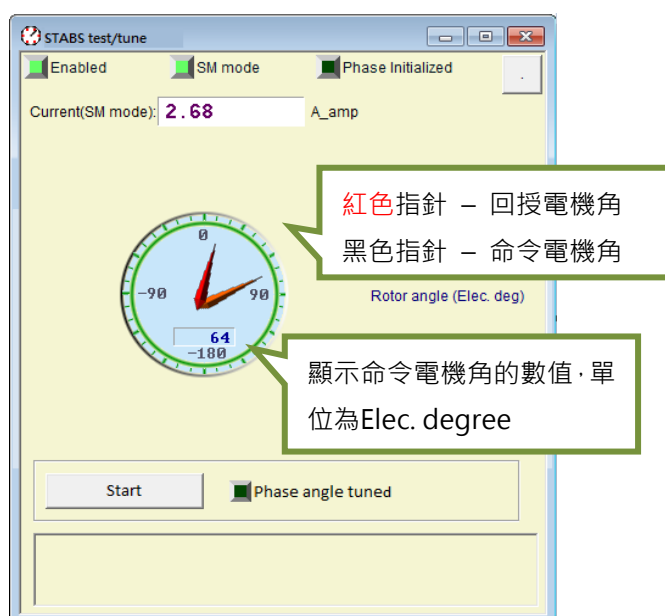 STABS test/tune
Enabled SM mode Phase Initialized .
Current(SM mode): 2.68 A_amp
紅色指針 – 回授電機角
黑色指針 – 命令電機角
0
-90 90
Rotor angle (Elec. deg)
64
-180
顯示命令電機角的數值，單
位為Elec. degree
Start Phase angle tuned